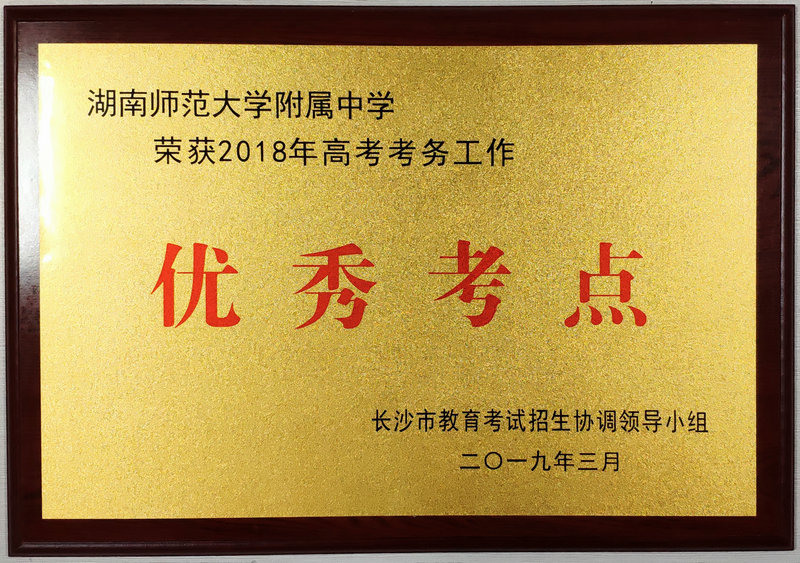 湖南师范大学附属中学
荣获2018年高考考务工作
优秀考点
长沙市教育考试招生协调领导小组
二〇一九年三月